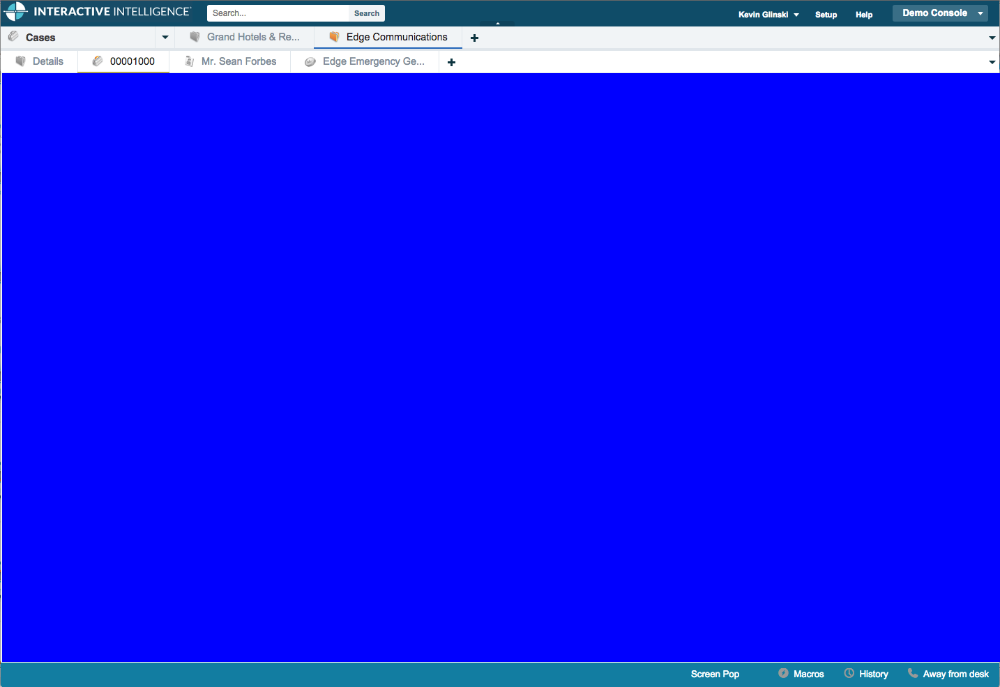 INTERACTIVE INTELLIGENCE® Search... Search Kevin Glinski Setup Help Demo Console
Cases Grand Hotels & Re... Edge Communications
Details 00001000 Mr. Sean Forbes Edge Emergency Ge...
Screen Pop Macros History Away from desk